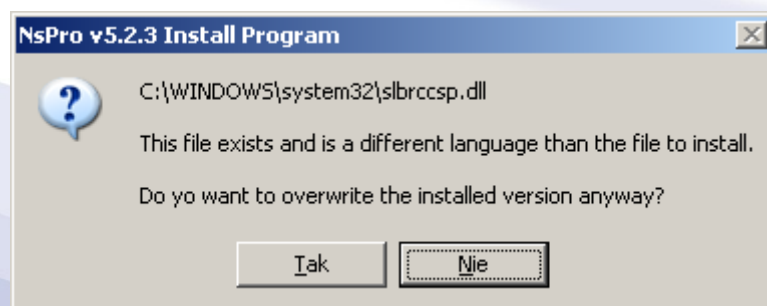 NsPro v5.2.3 Install Program
C:\WINDOWS\system32\slbrccsp.dll
This file exists and is a different language than the file to install.
Do yo want to overwrite the installed version anyway?
Tak
Nie